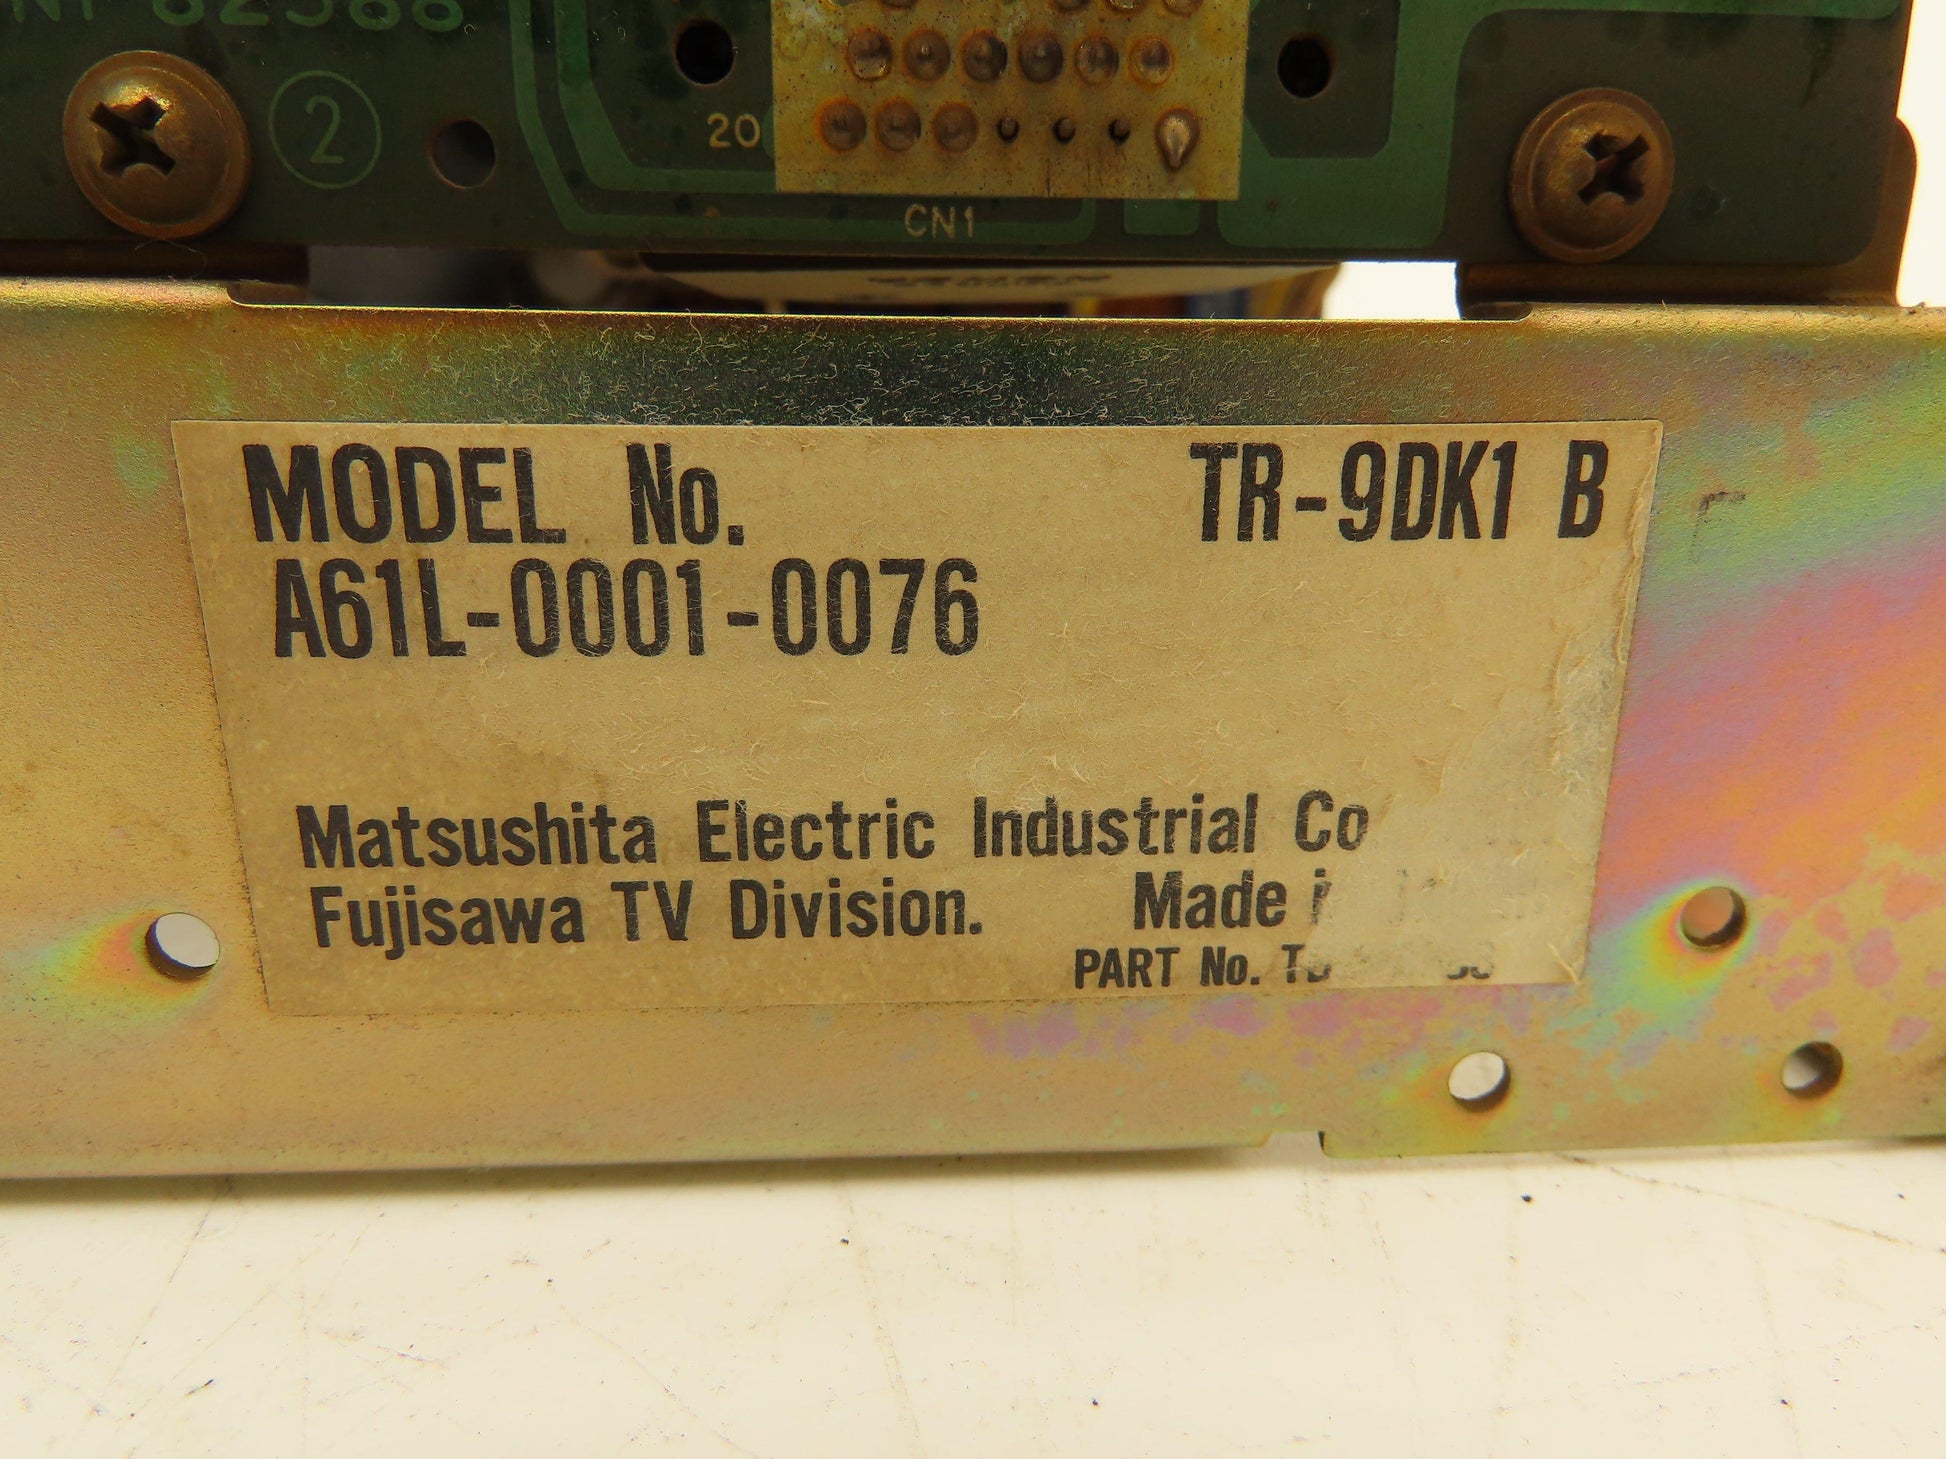 2
20
CN1
MODEL No. TR-9DK1 B
A61L-0001-0076
Matsushita Electric Industrial Co
Fujisawa TV Division. Made
PART No.